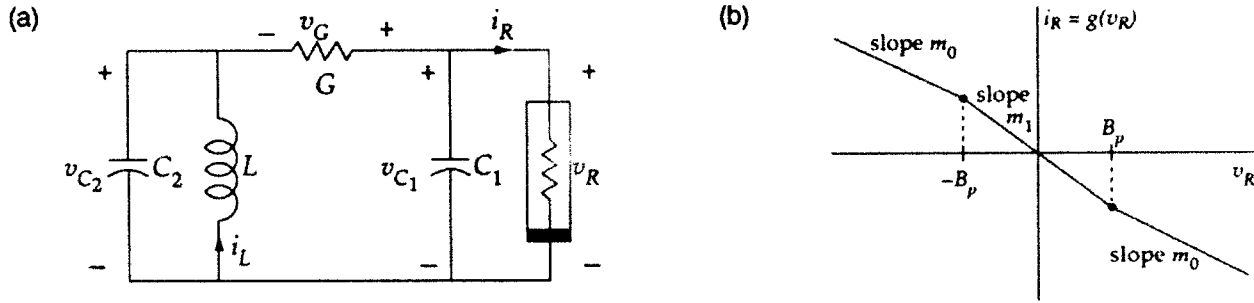 (a)
− v_G +
G
i_R
+ v_C2 −
C_2
L
i_L
+ v_C1 −
C_1
+ v_R −
(b)
i_R = g(v_R)
slope m_0
slope
m_1
B_p
−B_p
v_R
slope m_0